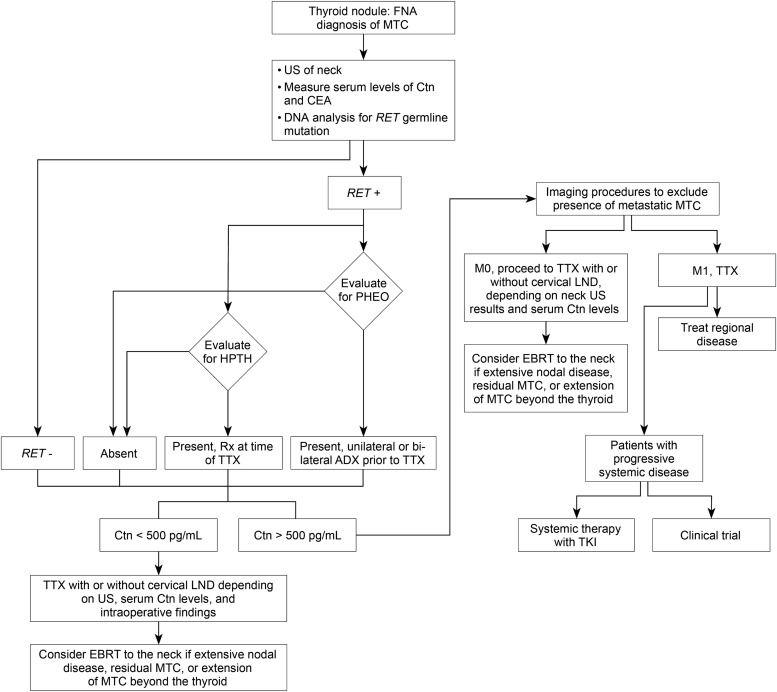 Thyroid nodule: FNA
diagnosis of MTC
• US of neck
• Measure serum levels of Ctn
and CEA
• DNA analysis for RET germline
mutation
RET +
Evaluate
for PHEO
Evaluate
for HPTH
RET -
Absent
Present, Rx at time
of TTX
Present, unilateral or bi-
lateral ADX prior to TTX
Ctn < 500 pg/mL
Ctn > 500 pg/mL
TTX with or without cervical LND depending
on US, serum Ctn levels, and
intraoperative findings
Consider EBRT to the neck if extensive nodal
disease, residual MTC, or extension
of MTC beyond the thyroid
Imaging procedures to exclude
presence of metastatic MTC
M0, proceed to TTX with or
without cervical LND,
depending on neck US
results and serum Ctn levels
Consider EBRT to the neck
if extensive nodal disease,
residual MTC, or extension
of MTC beyond the thyroid
M1, TTX
Treat regional
disease
Patients with
progressive
systemic disease
Systemic therapy
with TKI
Clinical trial